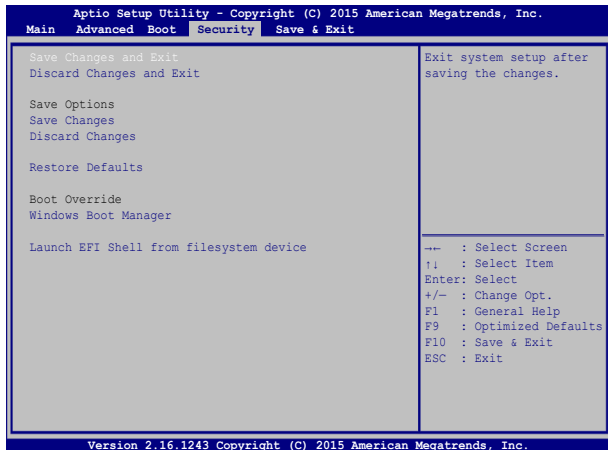 Aptio Setup Utility - Copyright (C) 2015 American Megatrends, Inc.
Main Advanced Boot Security Save & Exit
Save Changes and Exit
Discard Changes and Exit
Save Options
Save Changes
Discard Changes
Restore Defaults
Boot Override
Windows Boot Manager
Launch EFI Shell from filesystem device
Exit system setup after
saving the changes.
→← : Select Screen
↑↓ : Select Item
Enter: Select
+/— : Change Opt.
F1 : General Help
F9 : Optimized Defaults
F10 : Save & Exit
ESC : Exit
Version 2.16.1243 Copyright (C) 2015 American Megatrends, Inc.